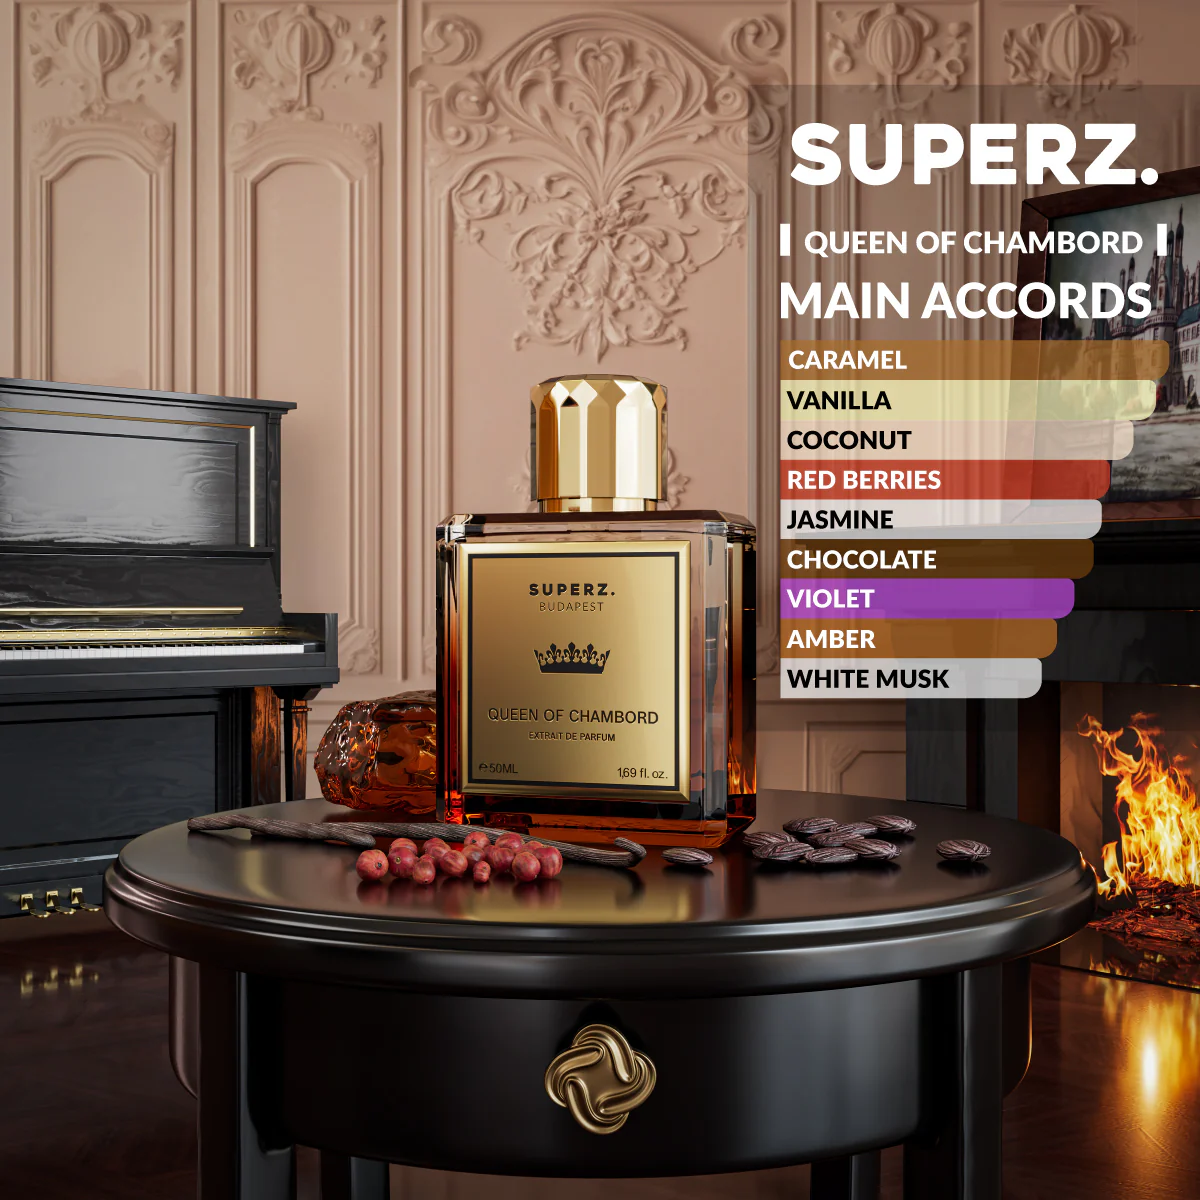 SUPERZ.
QUEEN OF CHAMBORD
MAIN ACCORDS
CARAMEL
VANILLA
COCONUT
RED BERRIES
JASMINE
CHOCOLATE
VIOLET
AMBER
WHITE MUSK
SUPERZ.
BUDAPEST
QUEEN OF CHAMBORD
EXTRAIT DE PARFUM
℮50ML
1,69 fl. oz.